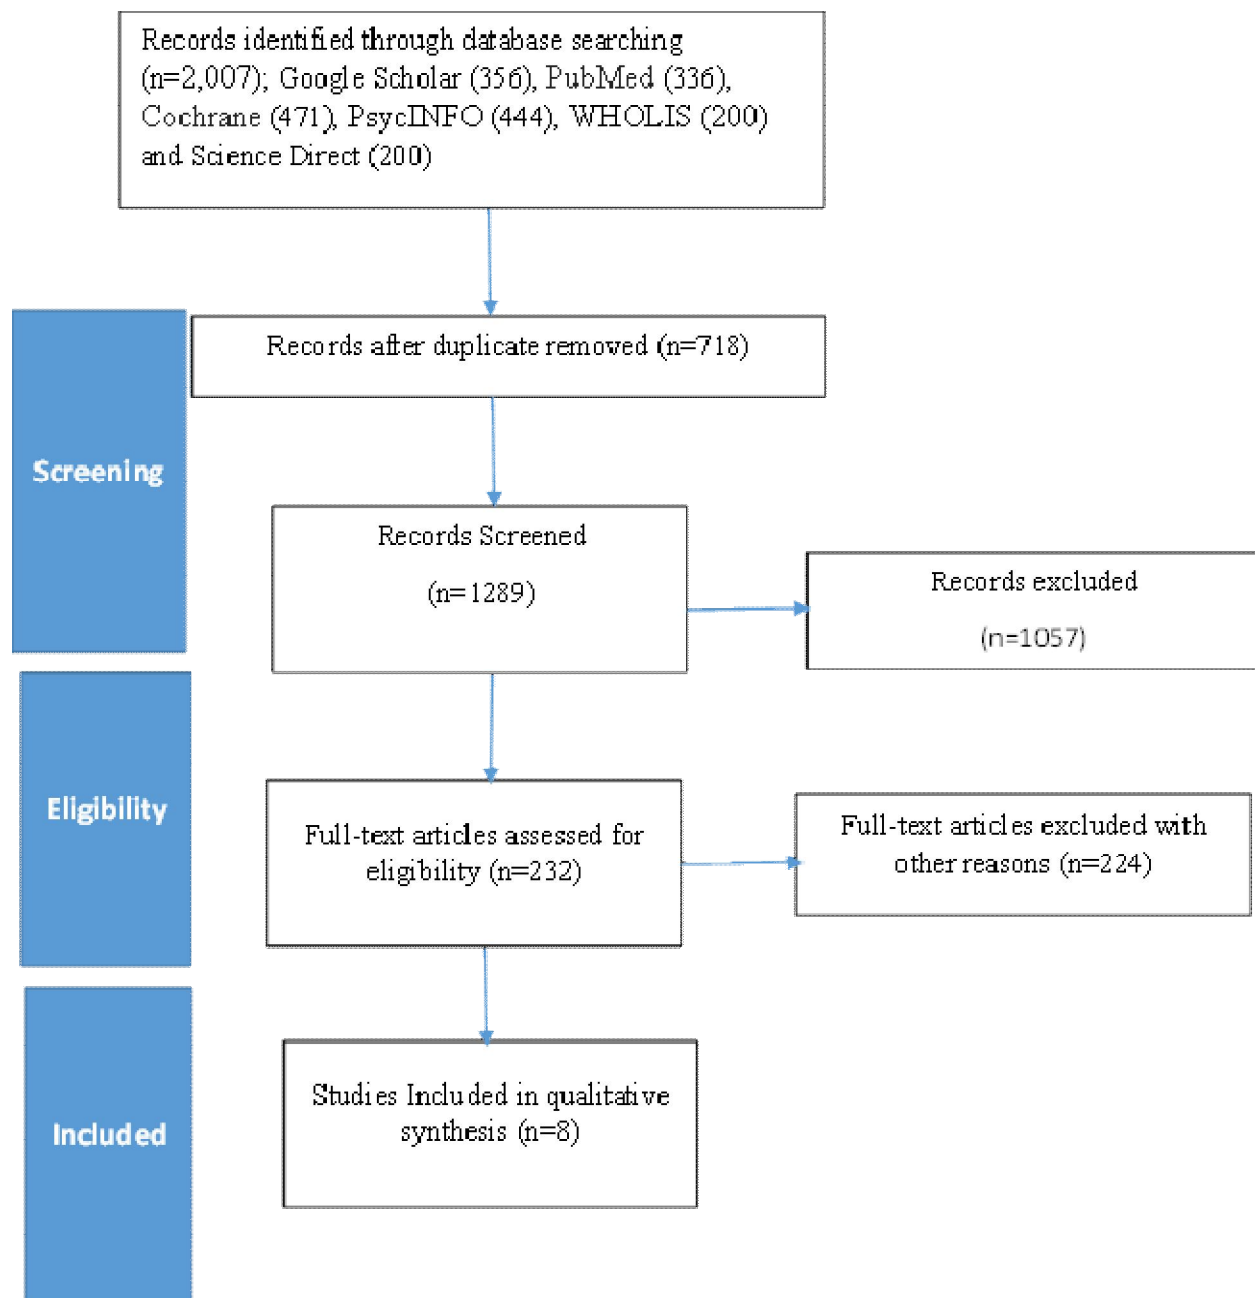 Records identified through database searching
(n=2,007); Google Scholar (356), PubMed (336),
Cochrane (471), PsycINFO (444), WHOLIS (200)
and Science Direct (200)
Records after duplicate removed (n=718)
Screening
Records Screened
(n=1289)
Records excluded
(n=1057)
Eligibility
Full-text articles assessed for
eligibility (n=232)
Full-text articles excluded with
other reasons (n=224)
Included
Studies Included in qualitative
synthesis (n=8)